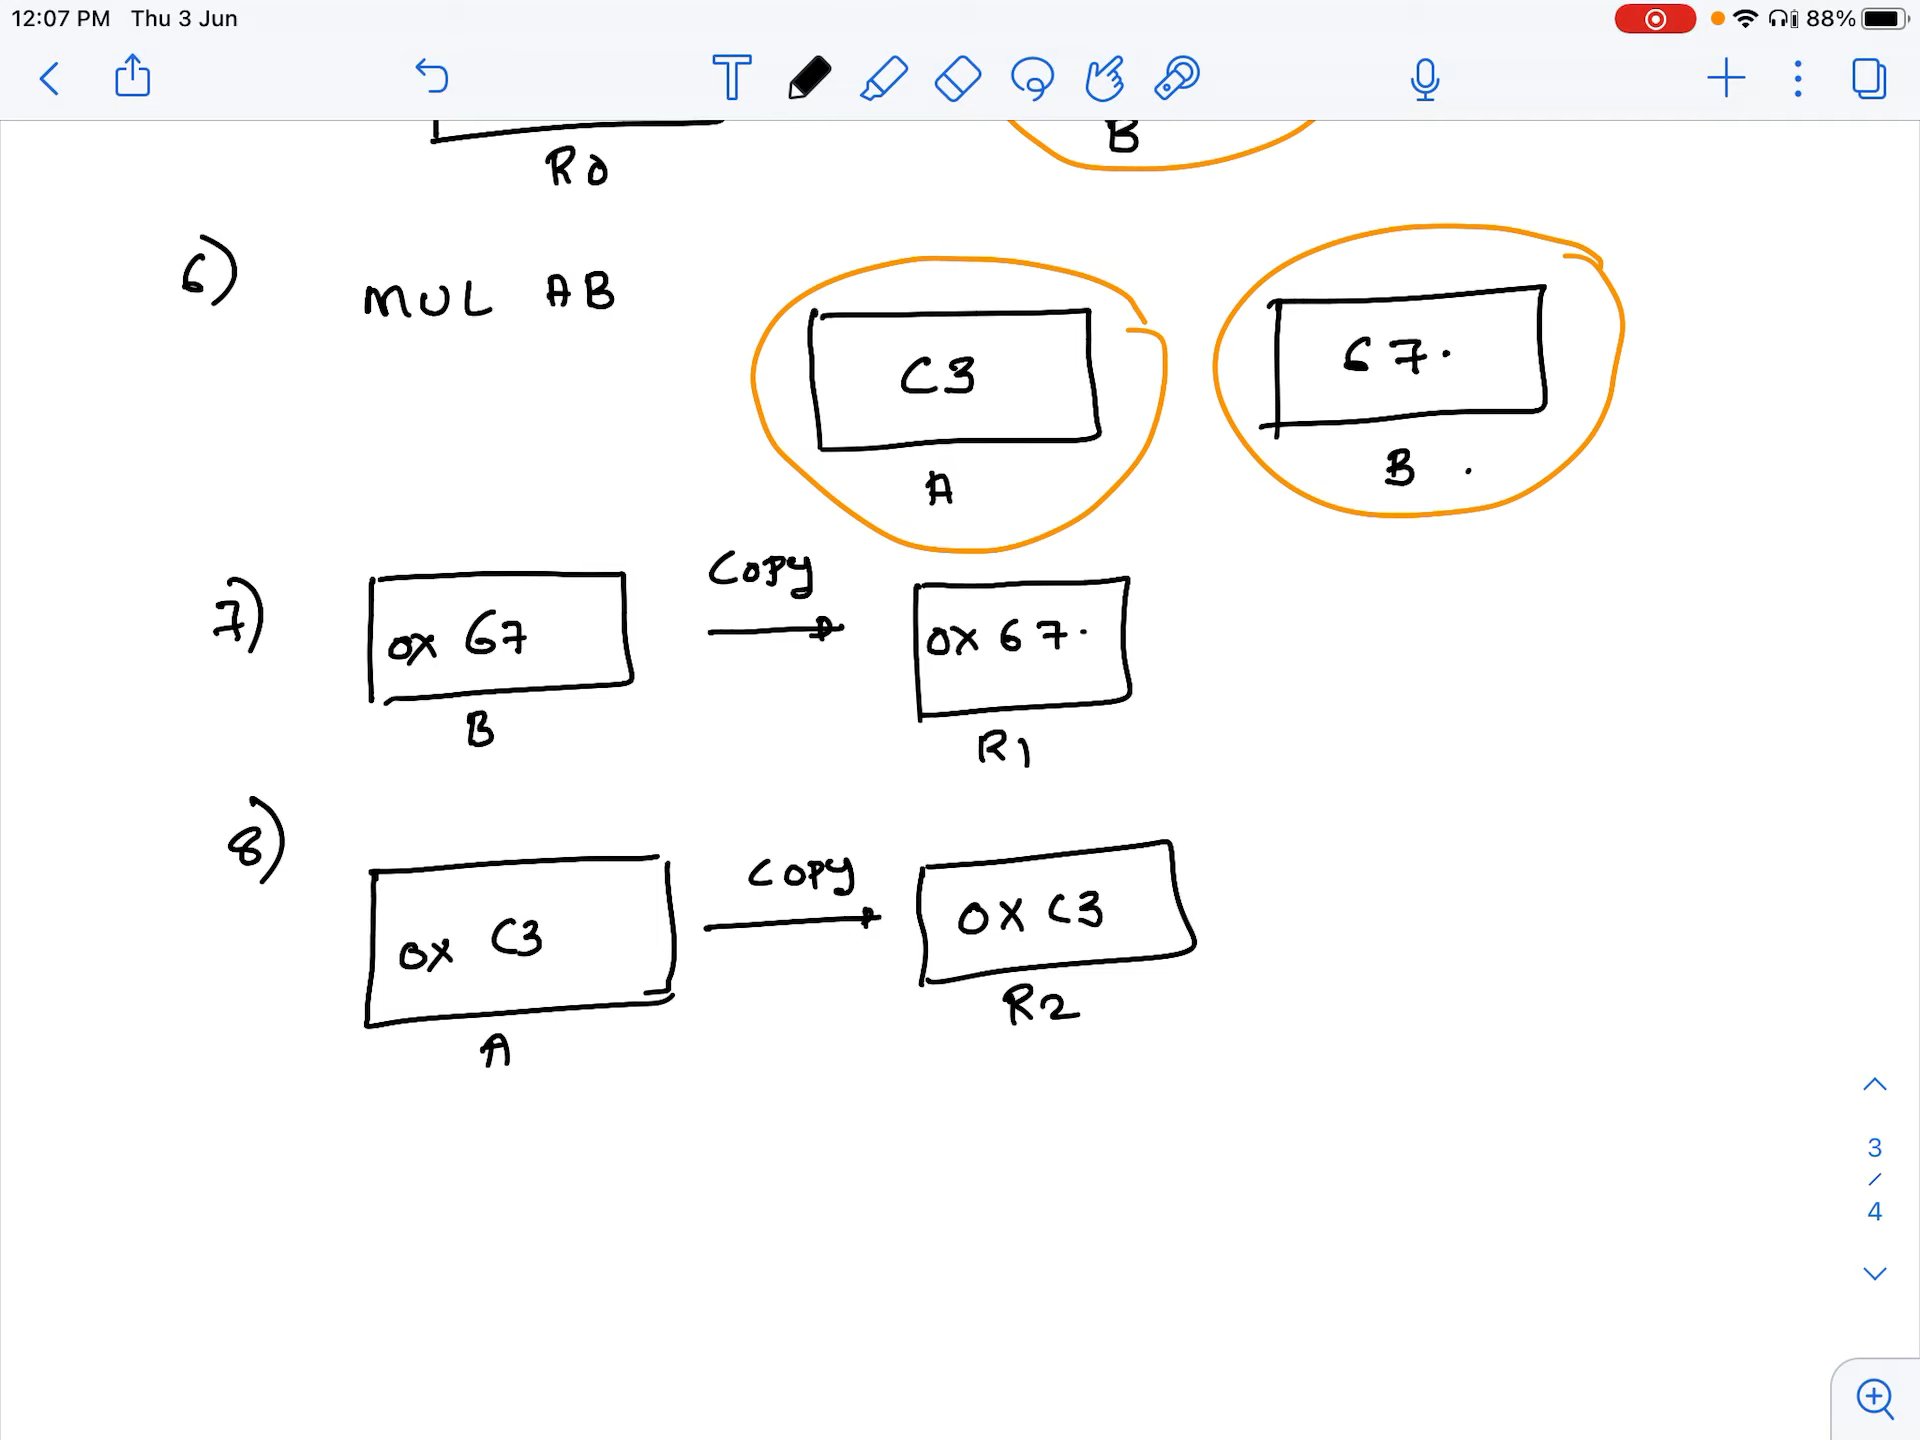 12:07 PM Thu 3 Jun 88%
T
B
R0
6) MUL AB
C3
67.
A
B .
7) 0x 67 Copy 0x 67.
B
R1
8) 0x C3 Copy 0x C3
A
R2
3
/
4